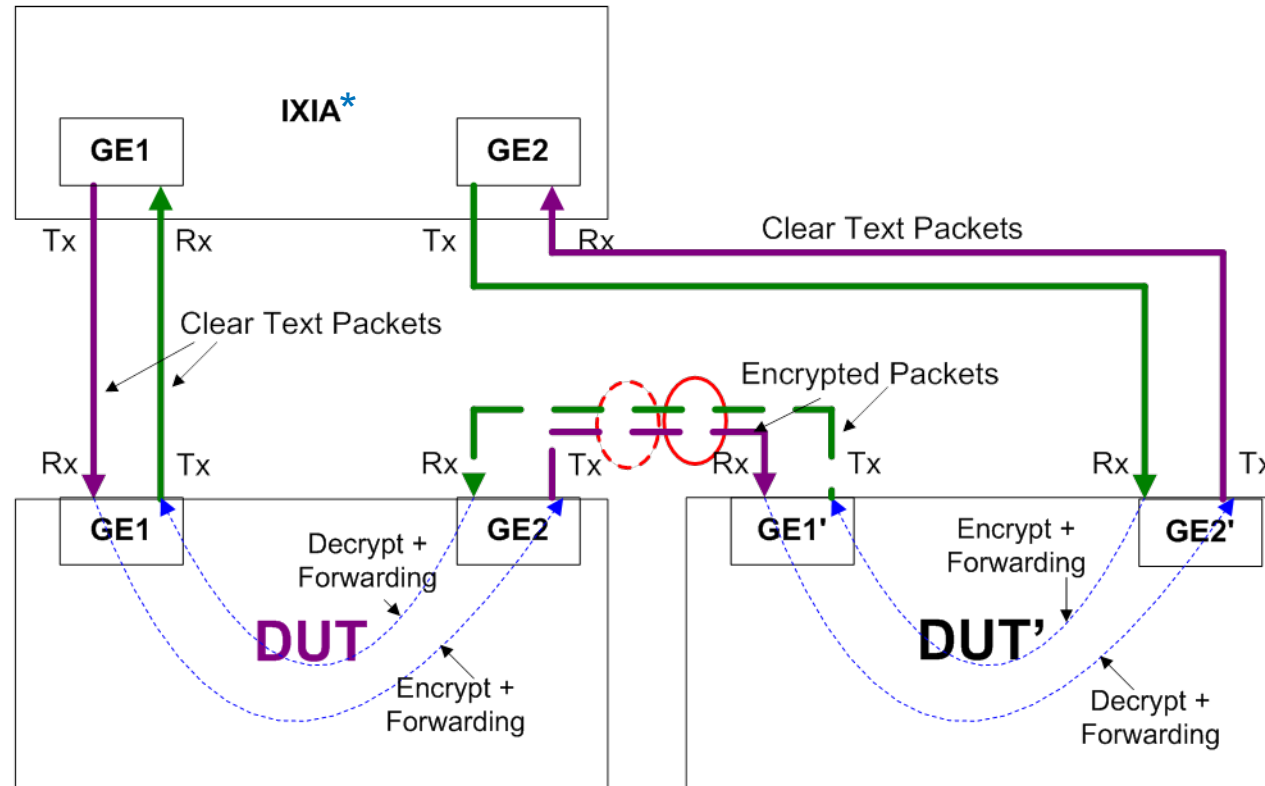 IXIA*
GE1
GE2
Tx
Rx
Tx
Rx
Clear Text Packets
Clear Text Packets
Encrypted Packets
Rx
Tx
Rx
Tx
Rx
Tx
Rx
Tx
GE1
GE2
GE1'
GE2'
Decrypt +
Forwarding
Encrypt +
Forwarding
DUT
DUT’
Encrypt +
Forwarding
Decrypt +
Forwarding